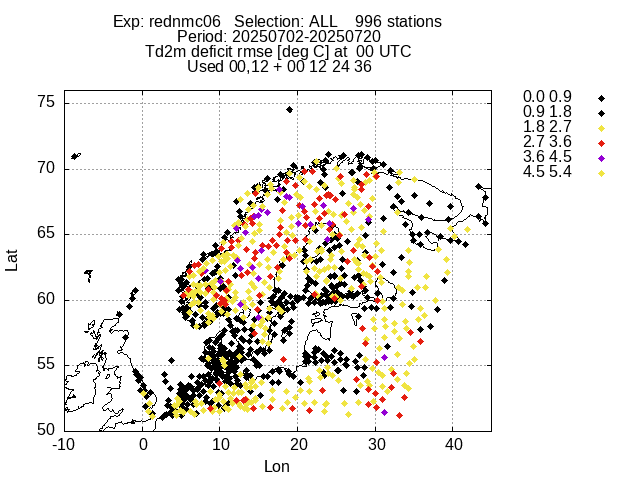 Exp: rednmc06 Selection: ALL 996 stations
Period: 20250702-20250720
Td2m deficit rmse [deg C] at 00 UTC
Used 00,12 + 00 12 24 36
0.0 0.9
0.9 1.8
1.8 2.7
2.7 3.6
3.6 4.5
4.5 5.4
75
70
65
60
55
50
Lat
-10 0 10 20 30 40
Lon